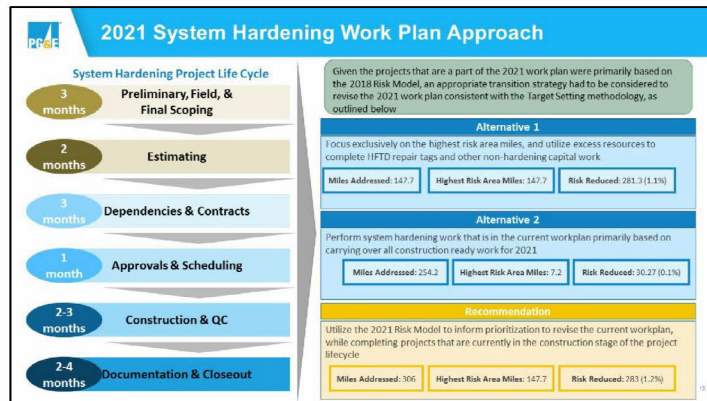 PG&E
2021 System Hardening Work Plan Approach
System Hardening Project Life Cycle
3
months
Preliminary, Field, &
Final Scoping
2
months
Estimating
3
months
Dependencies & Contracts
1
month
Approvals & Scheduling
2-3
months
Construction & QC
2-4
months
Documentation & Closeout
Given the projects that are a part of the 2021 work plan were primarily based on
the 2018 Risk Model, an appropriate transition strategy had to be considered to
revise the 2021 work plan consistent with the Target Setting methodology, as
outlined below
Alternative 1
Focus exclusively on the highest risk area miles, and utilize excess resources to
complete HFTD repair tags and other non-hardening capital work
Miles Addressed: 147.7
Highest Risk Area Miles: 147.7
Risk Reduced: 281.3 (1.1%)
Alternative 2
Perform system hardening work that is in the current workplan primarily based on
carrying over all construction ready work for 2021
Miles Addressed: 254.2
Highest Risk Area Miles: 7.2
Risk Reduced: 30.27 (0.1%)
Recommendation
Utilize the 2021 Risk Model to inform prioritization to revise the current workplan,
while completing projects that are currently in the construction stage of the project
lifecycle
Miles Addressed: 306
Highest Risk Area Miles: 147.7
Risk Reduced: 283 (1.2%)